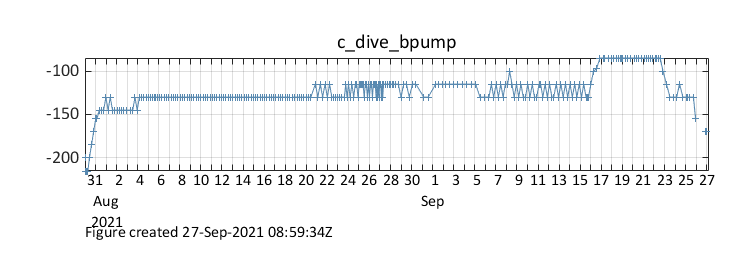 c_dive_bpump
-100
-150
-200
31 2 4 6 8 10 12 14 16 18 20 22 24 26 28 30 1 3 5 7 9 11 13 15 17 19 21 23 25 27
Aug Sep
2021
Figure created 27-Sep-2021 08:59:34Z